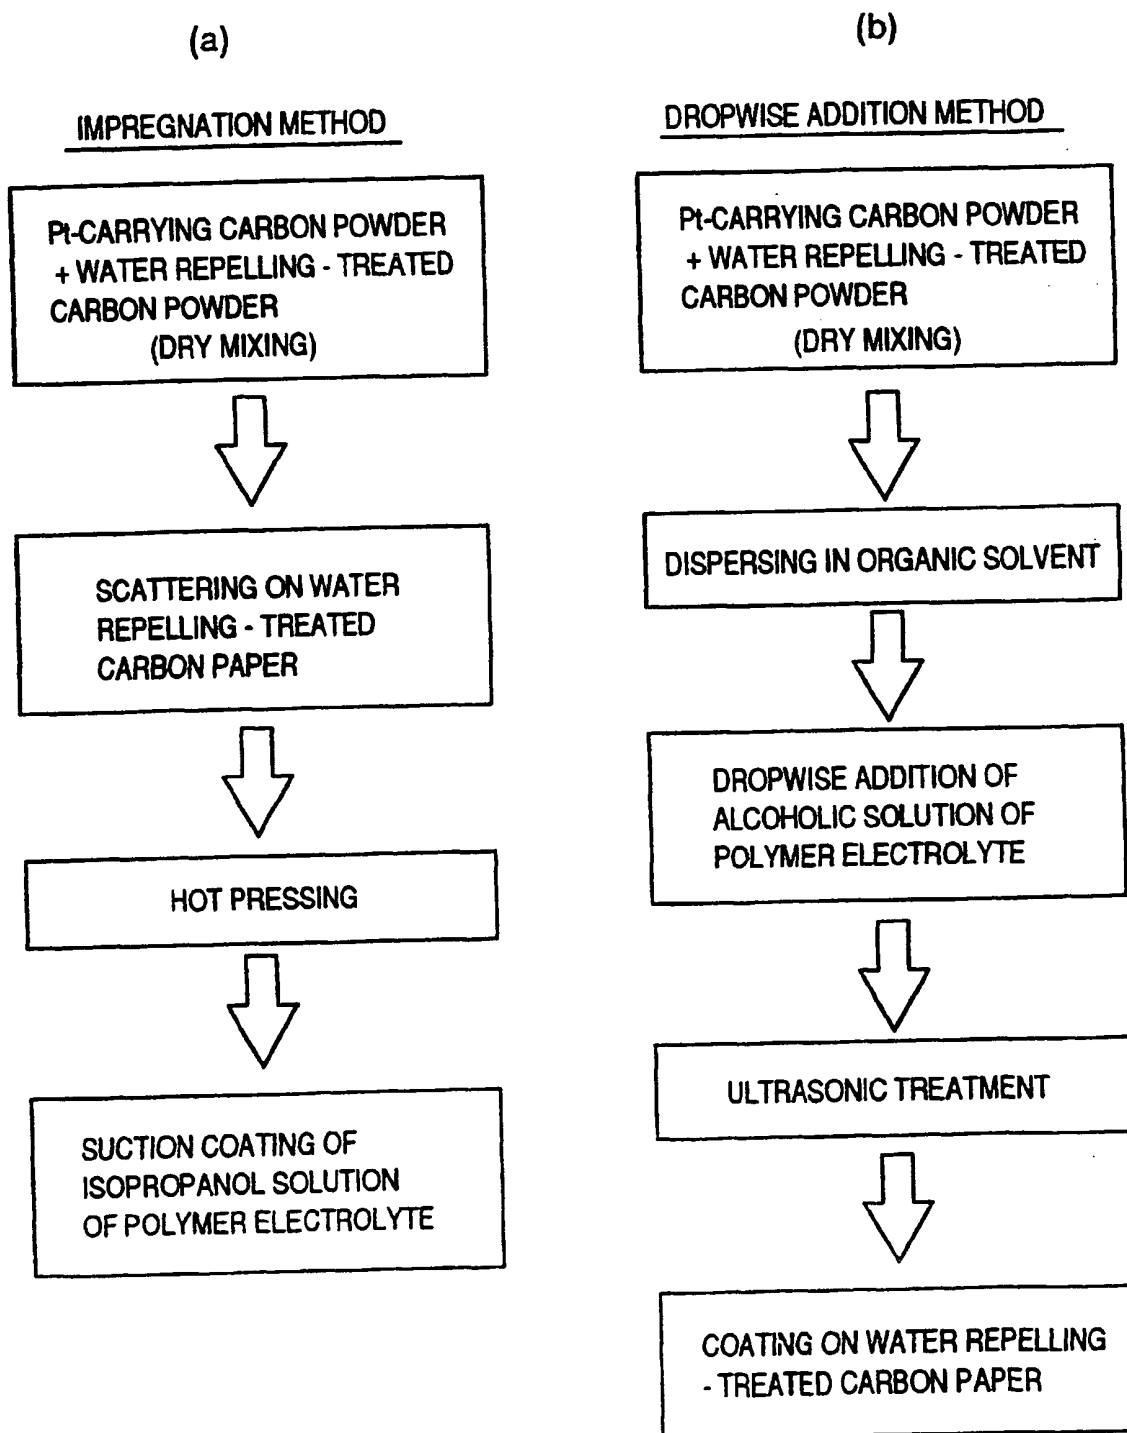 (a)
IMPREGNATION METHOD
Pt-CARRYING CARBON POWDER
+ WATER REPELLING - TREATED
CARBON POWDER
(DRY MIXING)
SCATTERING ON WATER
REPELLING - TREATED
CARBON PAPER
HOT PRESSING
SUCTION COATING OF
ISOPROPANOL SOLUTION
OF POLYMER ELECTROLYTE
(b)
DROPWISE ADDITION METHOD
Pt-CARRYING CARBON POWDER
+ WATER REPELLING - TREATED
CARBON POWDER
(DRY MIXING)
DISPERSING IN ORGANIC SOLVENT
DROPWISE ADDITION OF
ALCOHOLIC SOLUTION OF
POLYMER ELECTROLYTE
ULTRASONIC TREATMENT
COATING ON WATER REPELLING
- TREATED CARBON PAPER